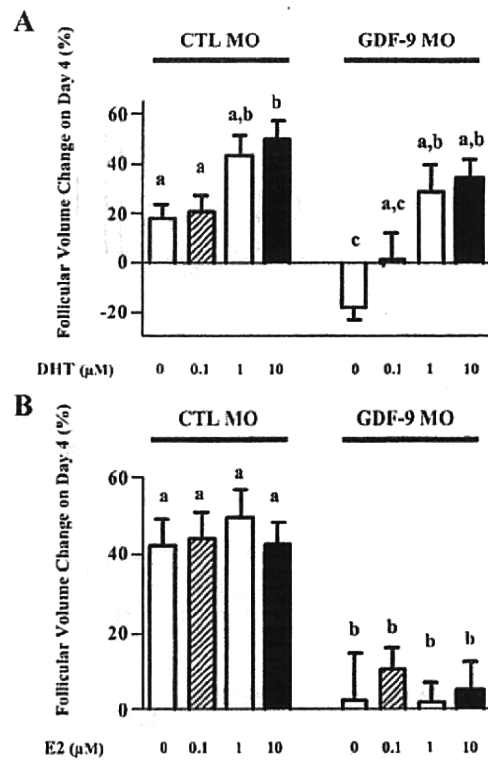 A
CTL MO GDF-9 MO
Follicular Volume Change on Day 4 (%)
60
40
20
0
-20
a a a,b b c a,c a,b a,b
DHT (µM) 0 0.1 1 10 0 0.1 1 10
B
CTL MO GDF-9 MO
Follicular Volume Change on Day 4 (%)
60
40
20
0
a a a a b b b b
E2 (µM) 0 0.1 1 10 0 0.1 1 10